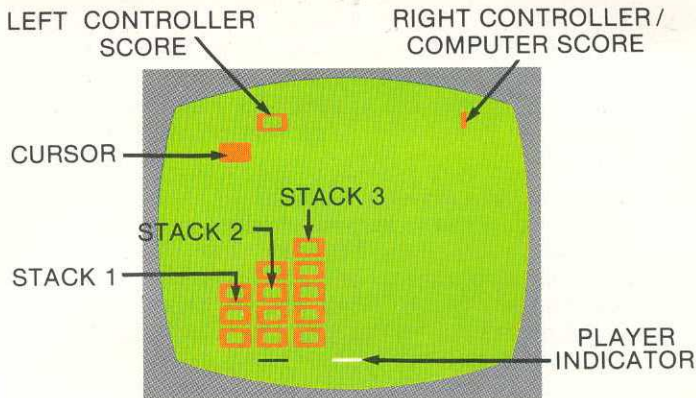 LEFT CONTROLLER
SCORE
RIGHT CONTROLLER/
COMPUTER SCORE
CURSOR
STACK 3
STACK 2
STACK 1
PLAYER
INDICATOR